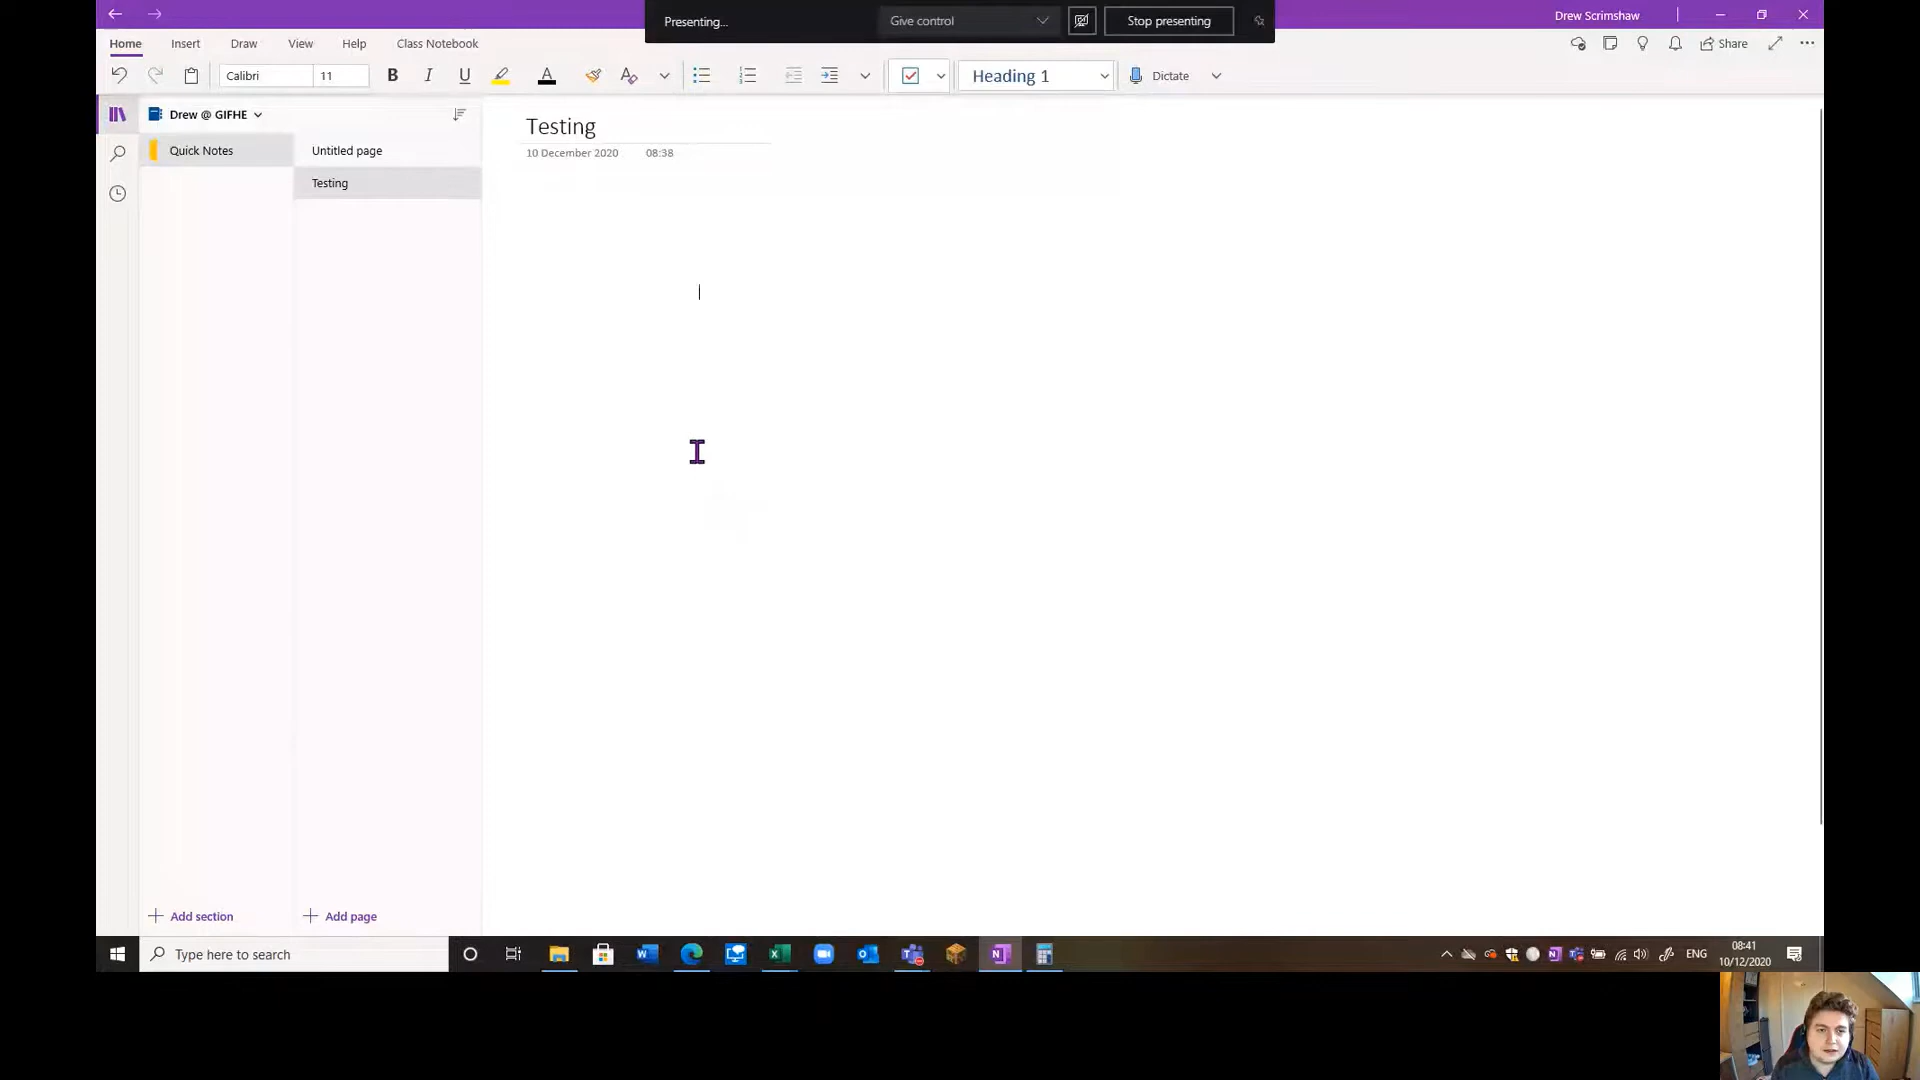 Presenting...
Give control
Stop presenting
Drew Scrimshaw
Home
Insert
Draw
View
Help
Class Notebook
Share
Calibri
11
B
I
U
A
Heading 1
Dictate
Drew @ GIFHE
Quick Notes
Untitled page
Testing
Testing
10 December 2020 08:38
Add section
Add page
Type here to search
ENG
08:41
10/12/2020